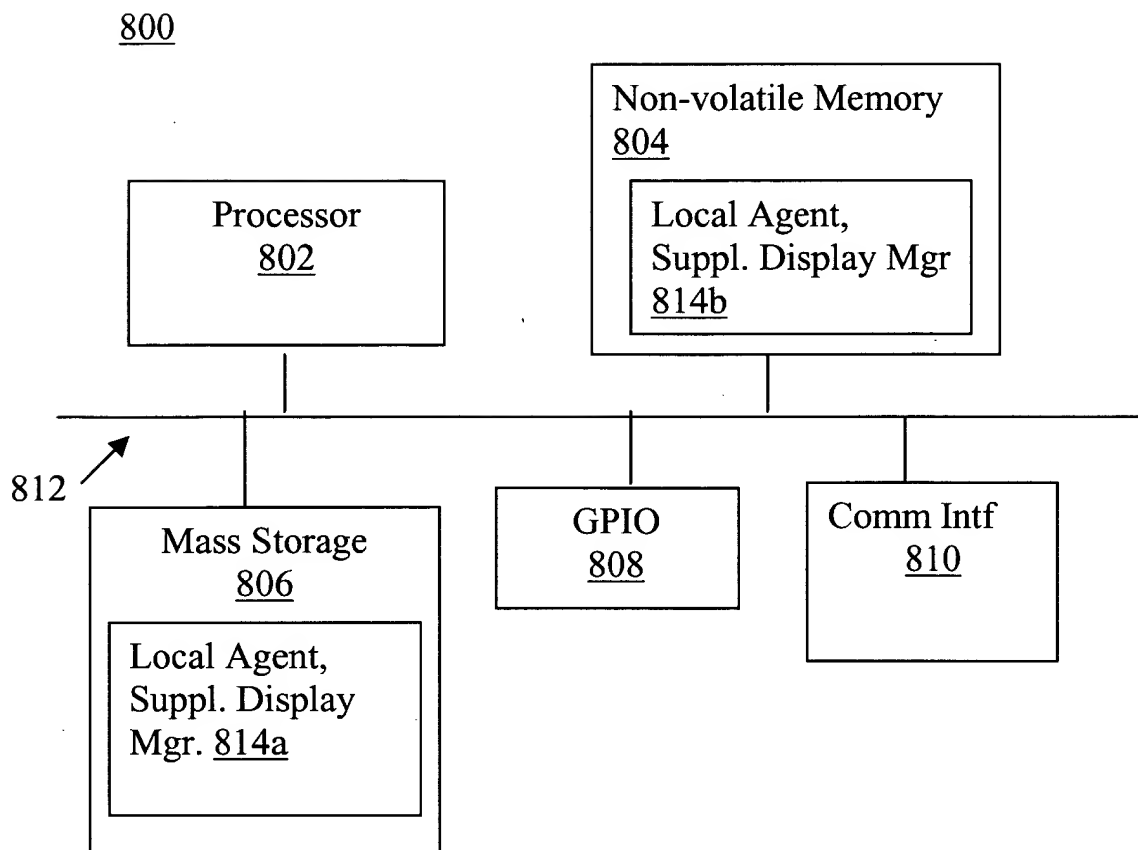 800
Non-volatile Memory
804
Local Agent,
Suppl. Display Mgr
814b
Processor
802
812
Mass Storage
806
Local Agent,
Suppl. Display
Mgr. 814a
GPIO
808
Comm Intf
810